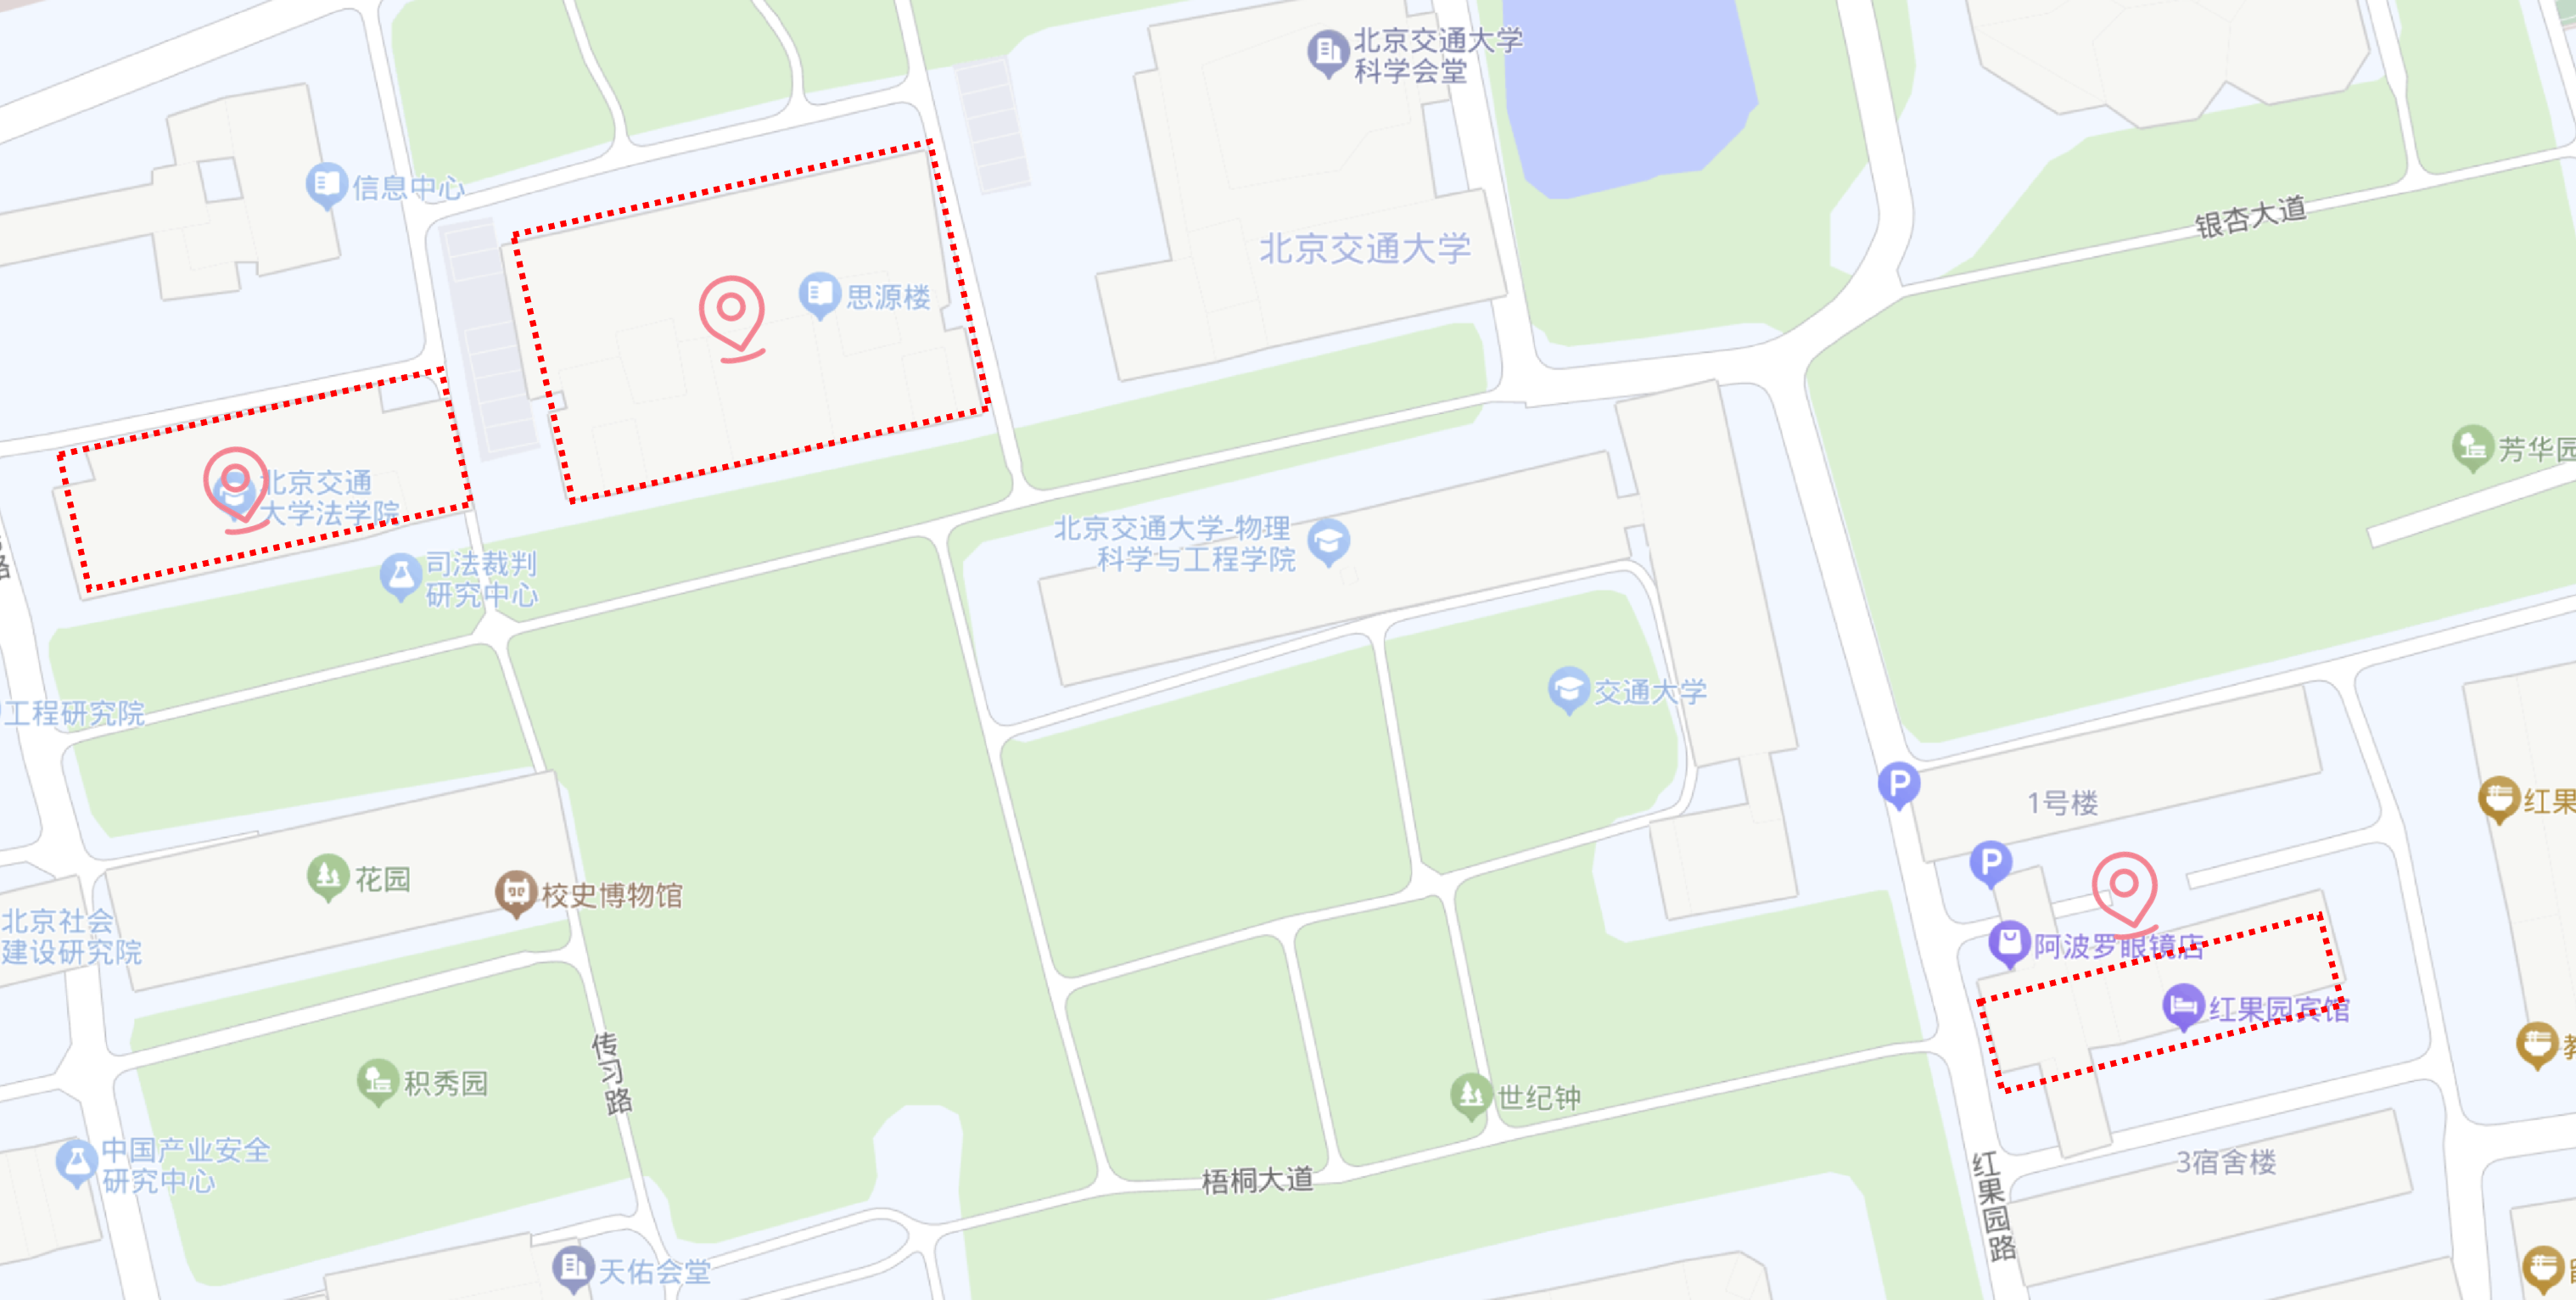 北京交通大学
科学会堂
信息中心
银杏大道
北京交通大学
思源楼
芳华园
北京交通
大学法学院
北京交通大学-物理
科学与工程学院
司法裁判
研究中心
路
交通大学
工程研究院
P
1号楼
红果
P
花园
校史博物馆
北京社会
建设研究院
阿波罗眼镜店
红果园宾馆
传习路
积秀园
世纪钟
中国产业安全
研究中心
梧桐大道
3宿舍楼
红果园路
天佑会堂